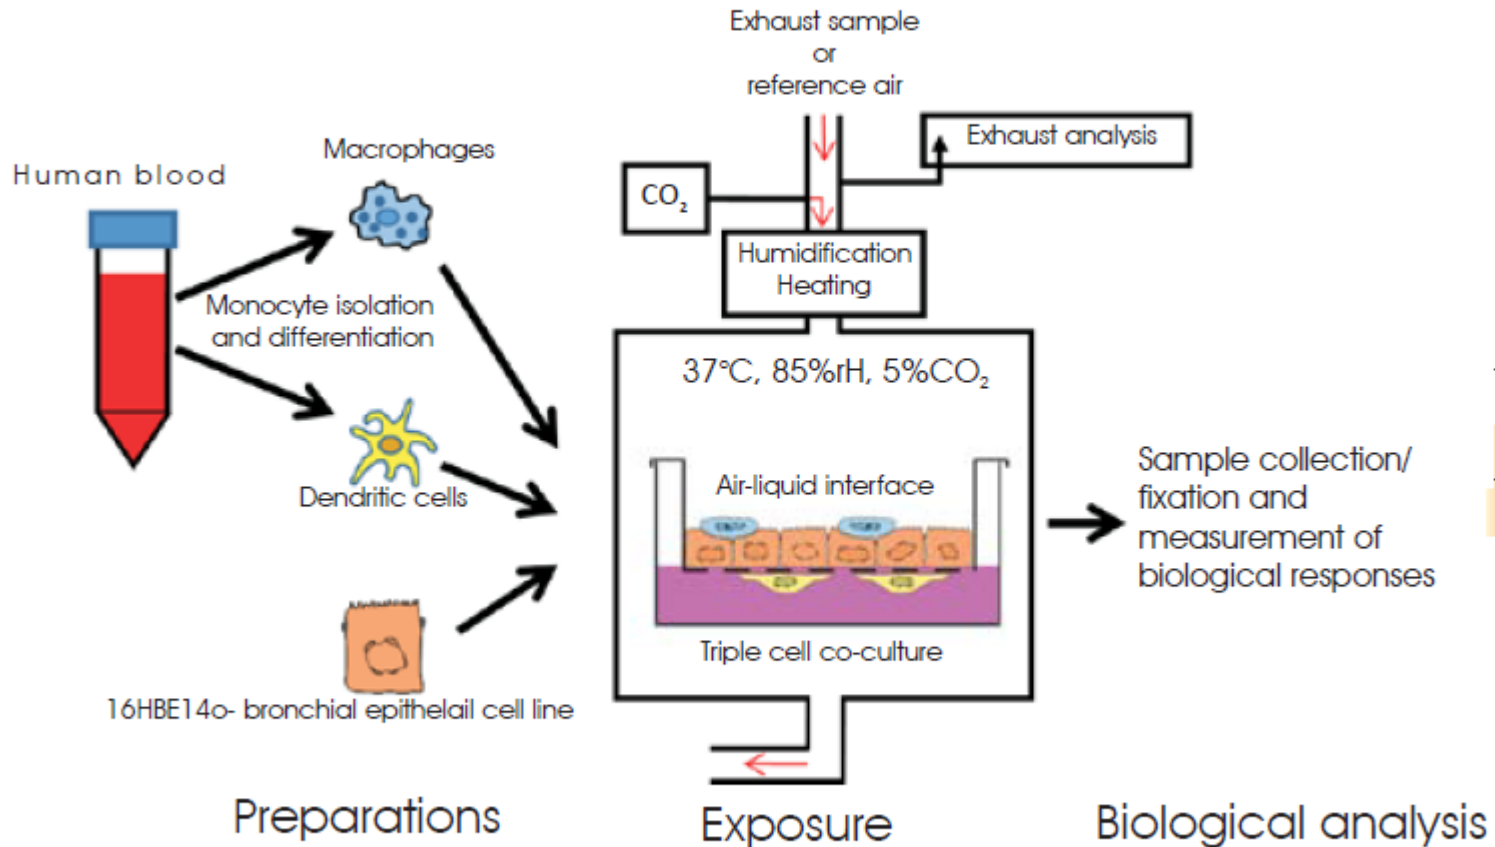 Exhaust sample
or
reference air
Exhaust analysis
CO₂
Humidification
Heating
Human blood
Macrophages
Monocyte isolation
and differentiation
Dendritic cells
16HBE14o- bronchial epithelail cell line
37°C, 85%rH, 5%CO₂
Air-liquid interface
Triple cell co-culture
Sample collection/
fixation and
measurement of
biological responses
Preparations
Exposure
Biological analysis